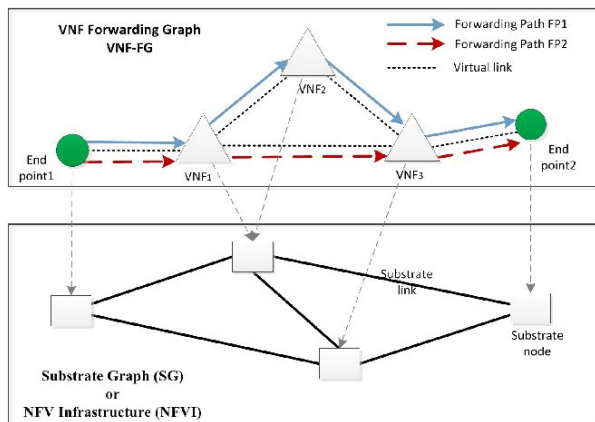 VNF Forwarding Graph
VNF-FG
Forwarding Path FP1
Forwarding Path FP2
Virtual link
VNF2
End
point1
VNF1
VNF3
End
point2
Substrate
link
Substrate
node
Substrate Graph (SG)
or
NFV Infrastructure (NFVI)